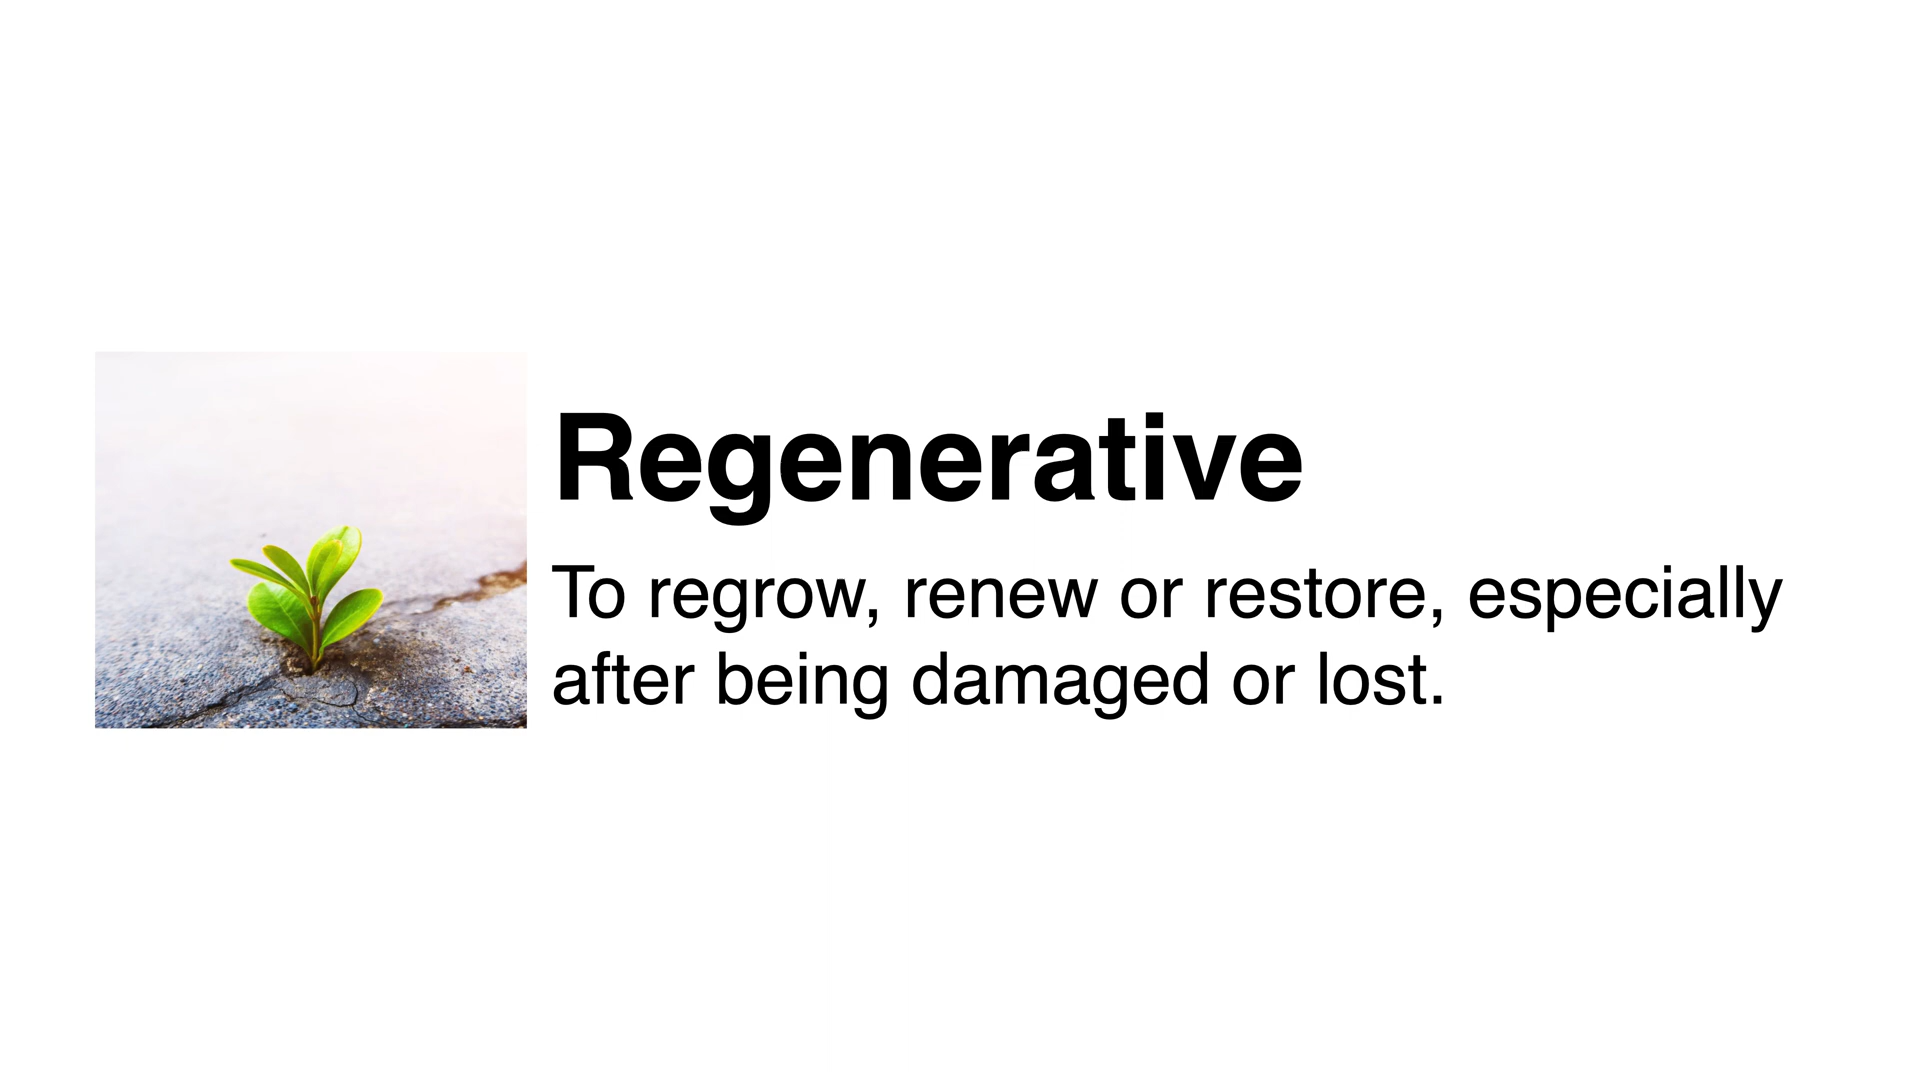 Regenerative
To regrow, renew or restore, especially
after being damaged or lost.